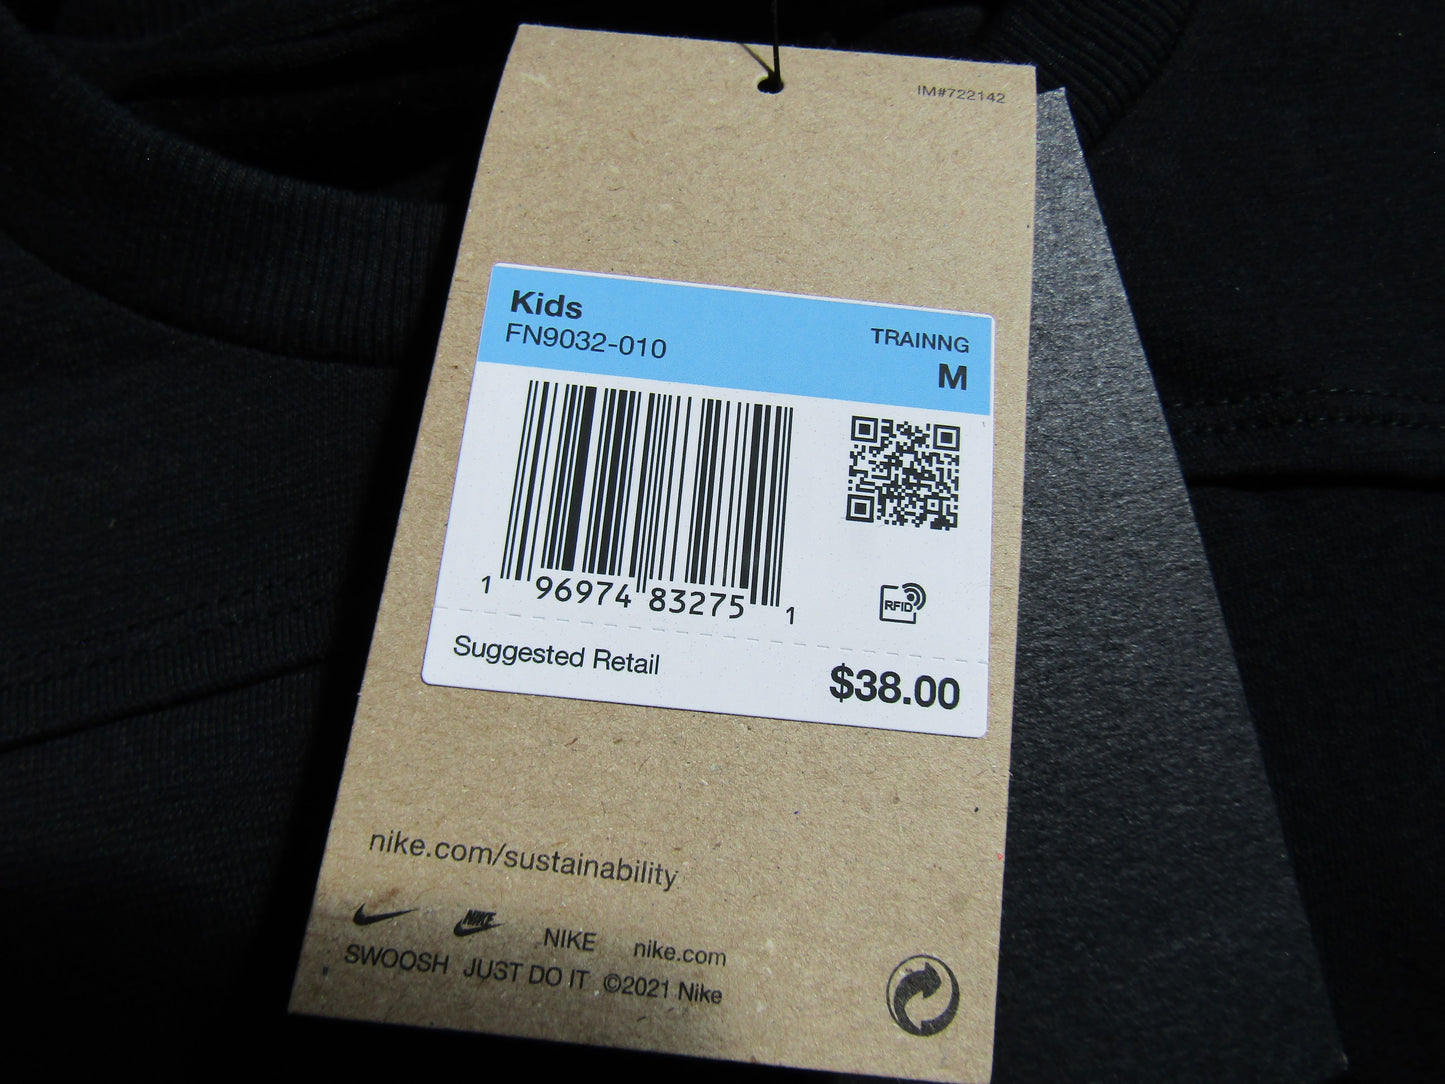 IM#722142
Kids
FN9032-010
TRAINNG
M
1 96974 83275 1
RFID
Suggested Retail $38.00
nike.com/sustainability
NIKE NIKE nike.com
SWOOSH JUST DO IT ©2021 Nike